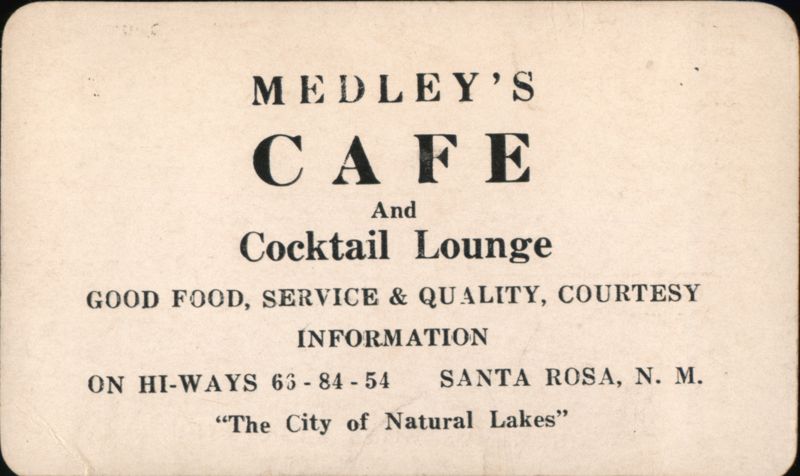 MEDLEY'S
CAFE
And
Cocktail Lounge
GOOD FOOD, SERVICE & QUALITY, COURTESY
INFORMATION
ON HI-WAYS 66 - 84 - 54 SANTA ROSA, N. M.
"The City of Natural Lakes"